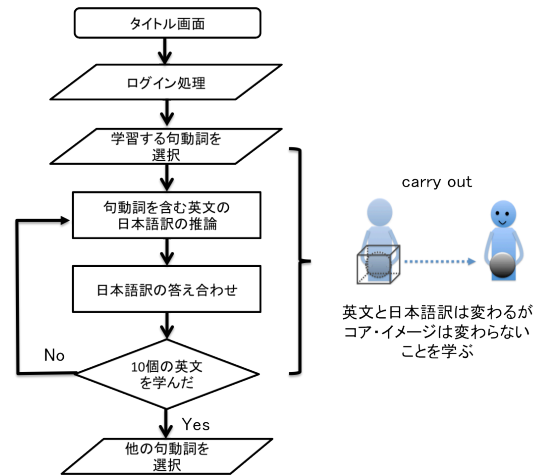 タイトル画面
ログイン処理
学習する句動詞を
選択
句動詞を含む英文の
日本語訳の推論
日本語訳の答え合わせ
No
10個の英文
を学んだ
Yes
他の句動詞を
選択
carry out
英文と日本語訳は変わるが
コア・イメージは変わらない
ことを学ぶ